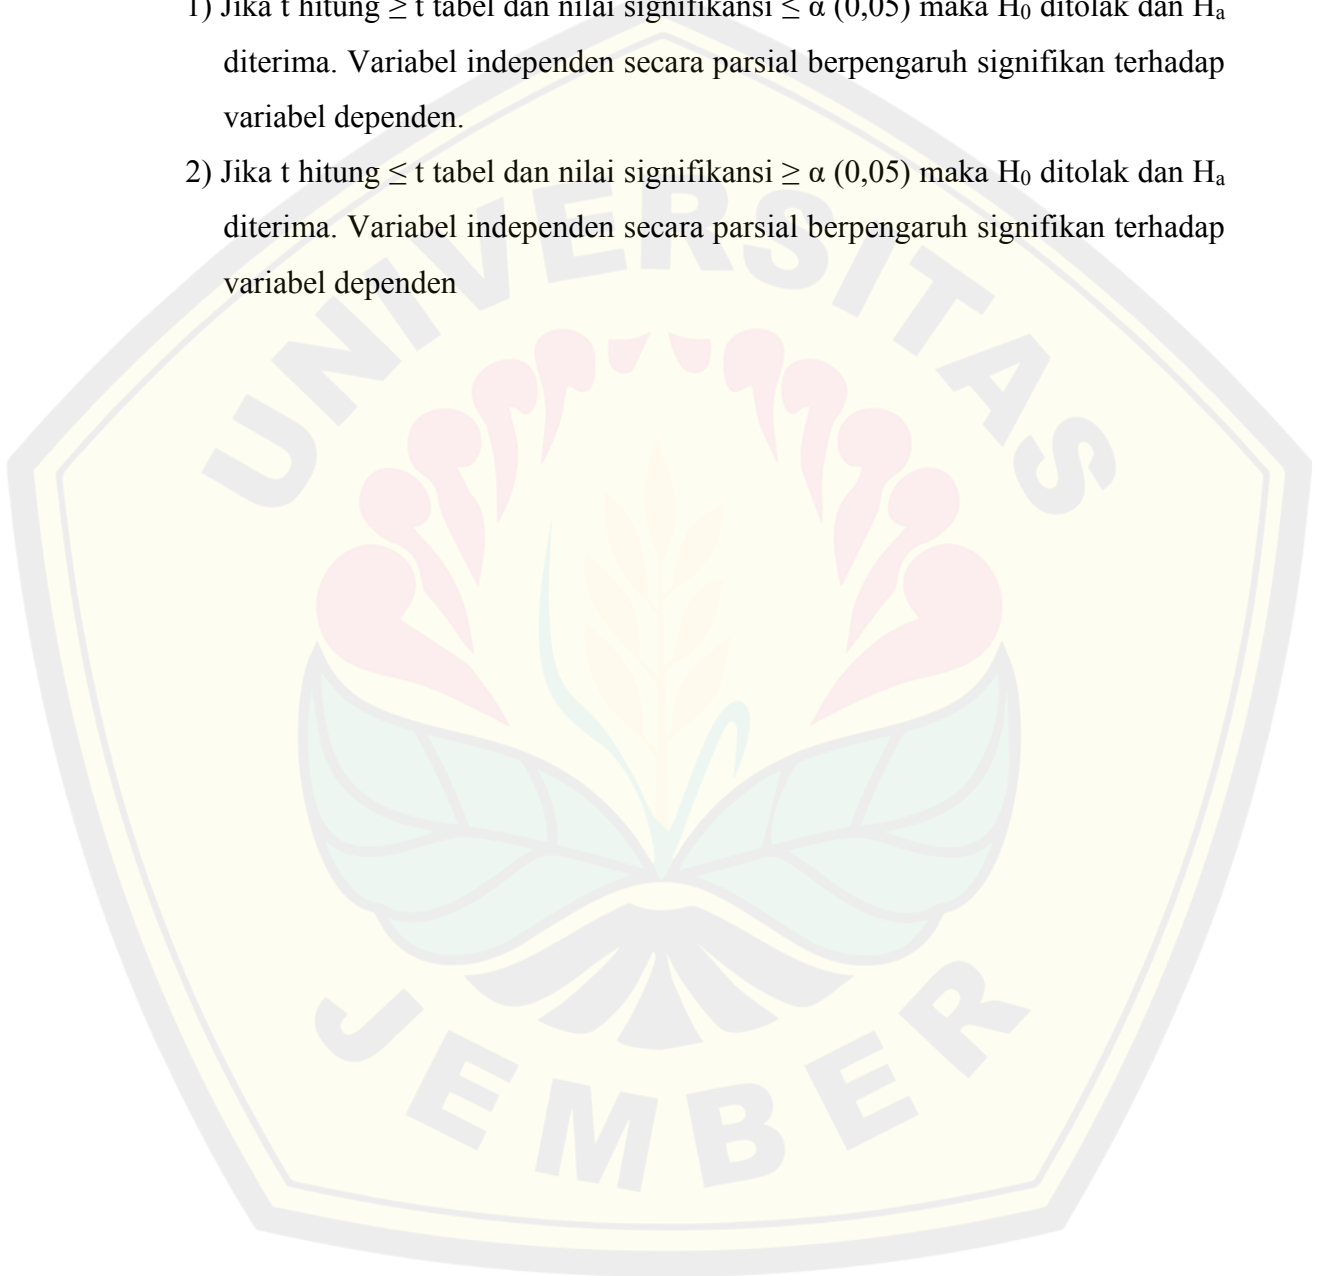 1) Jika t hitung ≥ t tabel dan nilai signifikansi ≤ α (0,05) maka H₀ ditolak dan Hₐ
diterima. Variabel independen secara parsial berpengaruh signifikan terhadap
variabel dependen.
2) Jika t hitung ≤ t tabel dan nilai signifikansi ≥ α (0,05) maka H₀ ditolak dan Hₐ
diterima. Variabel independen secara parsial berpengaruh signifikan terhadap
variabel dependen
UNIVERSITAS
JEMBER